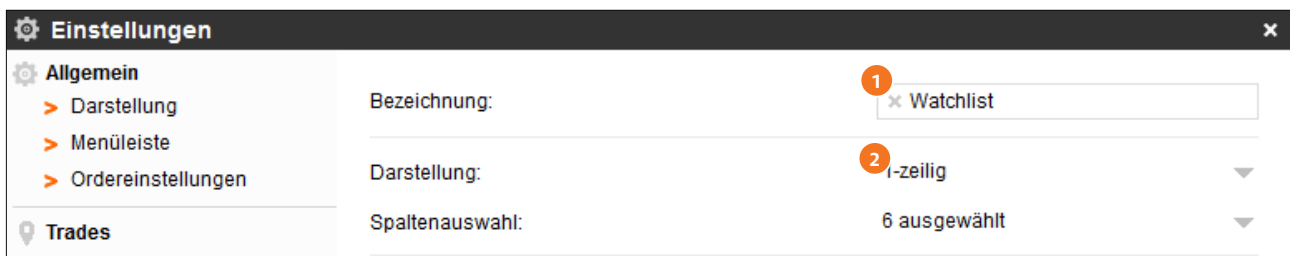 Einstellungen
Allgemein
Darstellung
Menüleiste
Ordereinstellungen
Trades
Bezeichnung:
1
Watchlist
Darstellung:
2
1-zeilig
Spaltenauswahl:
6 ausgewählt